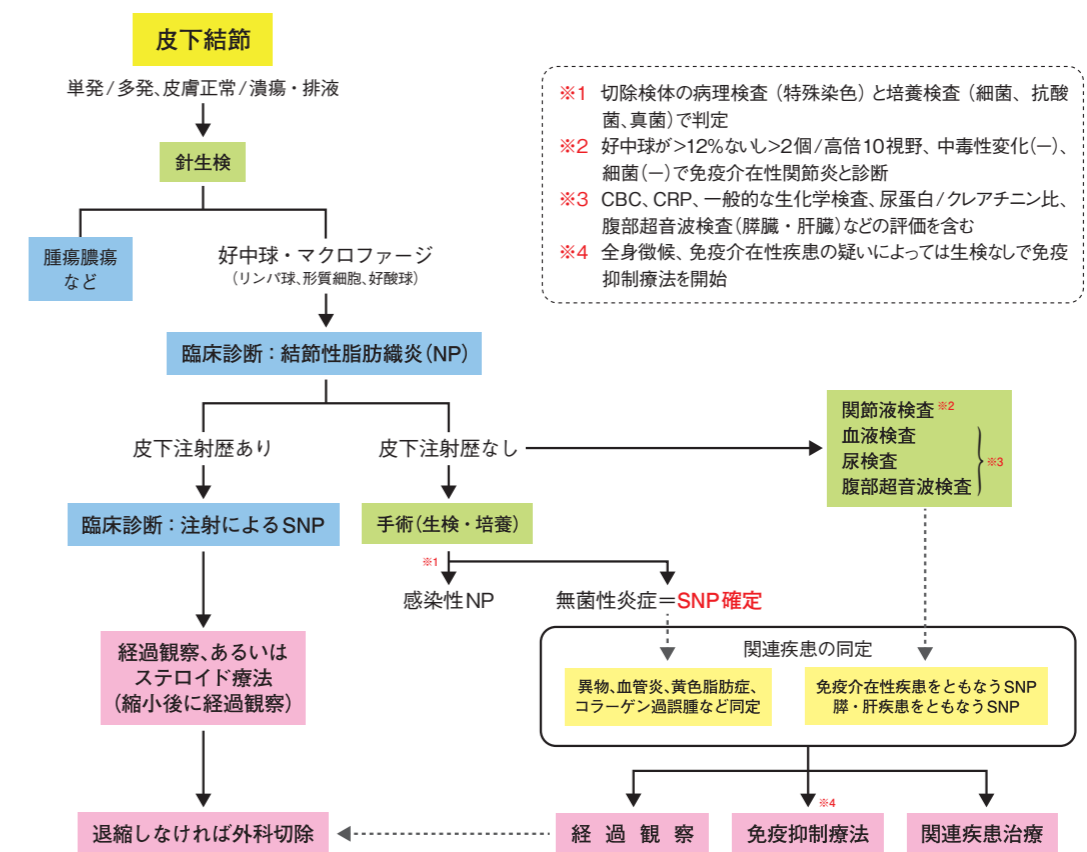 皮下結節
単発/多発、皮膚正常/潰瘍・排液
針生検
腫瘍膿瘍
など
好中球・マクロファージ
(リンパ球、形質細胞、好酸球)
臨床診断：結節性脂肪織炎(NP)
皮下注射歴あり
皮下注射歴なし
臨床診断：注射によるSNP
手術(生検・培養)
※1
感染性NP
無菌性炎症＝SNP確定
経過観察、あるいは
ステロイド療法
(縮小後に経過観察)
退縮しなければ外科切除
※1 切除検体の病理検査（特殊染色）と培養検査（細菌、抗酸
菌、真菌）で判定
※2 好中球が>12%ないし>2個/高倍10視野、中毒性変化(−)、
細菌(−)で免疫介在性関節炎と診断
※3 CBC、CRP、一般的な生化学検査、尿蛋白/クレアチニン比、
腹部超音波検査(膵臓・肝臓)などの評価を含む
※4 全身徴候、免疫介在性疾患の疑いによっては生検なしで免疫
抑制療法を開始
関節液検査※2
血液検査
尿検査
腹部超音波検査
※3
関連疾患の同定
異物、血管炎、黄色脂肪症、
コラーゲン過誤腫など同定
免疫介在性疾患をともなうSNP
膵・肝疾患をともなうSNP
経過観察
※4
免疫抑制療法
関連疾患治療